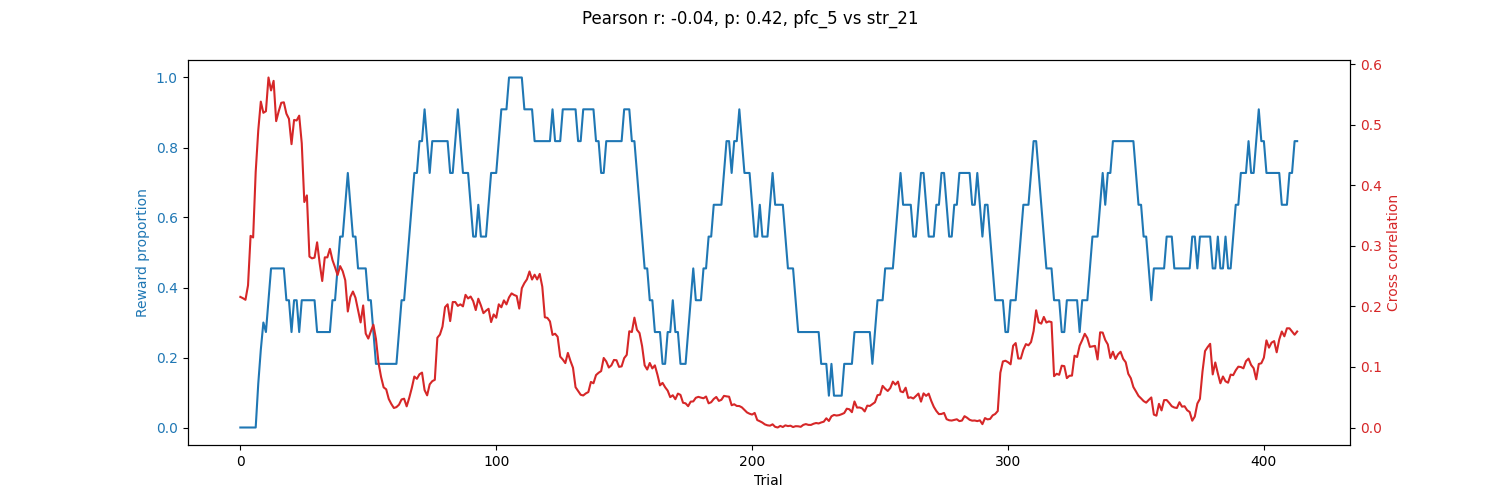 Pearson r: -0.04, p: 0.42, pfc_5 vs str_21
1.0
0.8
0.6
0.4
0.2
0.0
Reward proportion
0.6
0.5
0.4
0.3
0.2
0.1
0.0
Cross correlation
0 100 200 300 400
Trial